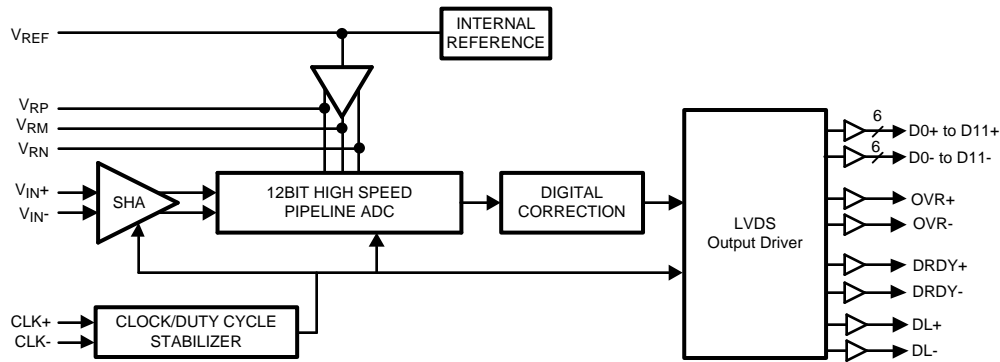 INTERNAL
REFERENCE
VREF
VRP
VRM
VRN
VIN+
VIN-
SHA
12BIT HIGH SPEED
PIPELINE ADC
DIGITAL
CORRECTION
LVDS
Output Driver
6
D0+ to D11+
6
D0- to D11-
OVR+
OVR-
DRDY+
DRDY-
DL+
DL-
CLK+
CLK-
CLOCK/DUTY CYCLE
STABILIZER